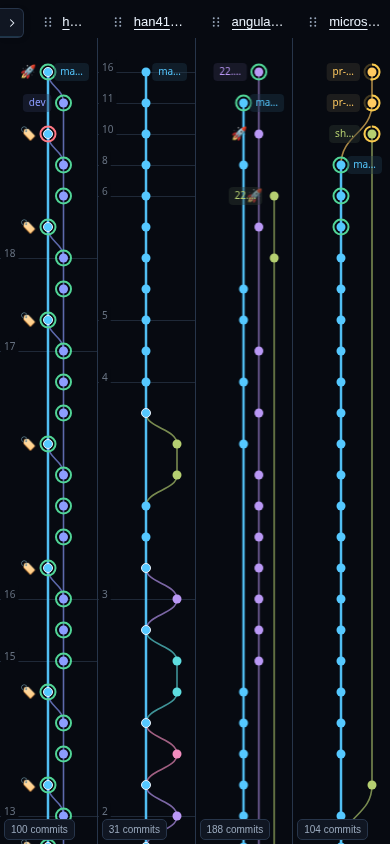 h... han41... angula... micros...
ma... 16 ma... 22.... pr-...
dev 11 ma... pr-...
10 sh...
8 ma...
6 22...
18
5
17
4
16 3
15
13 2
100 commits 31 commits 188 commits 104 commits